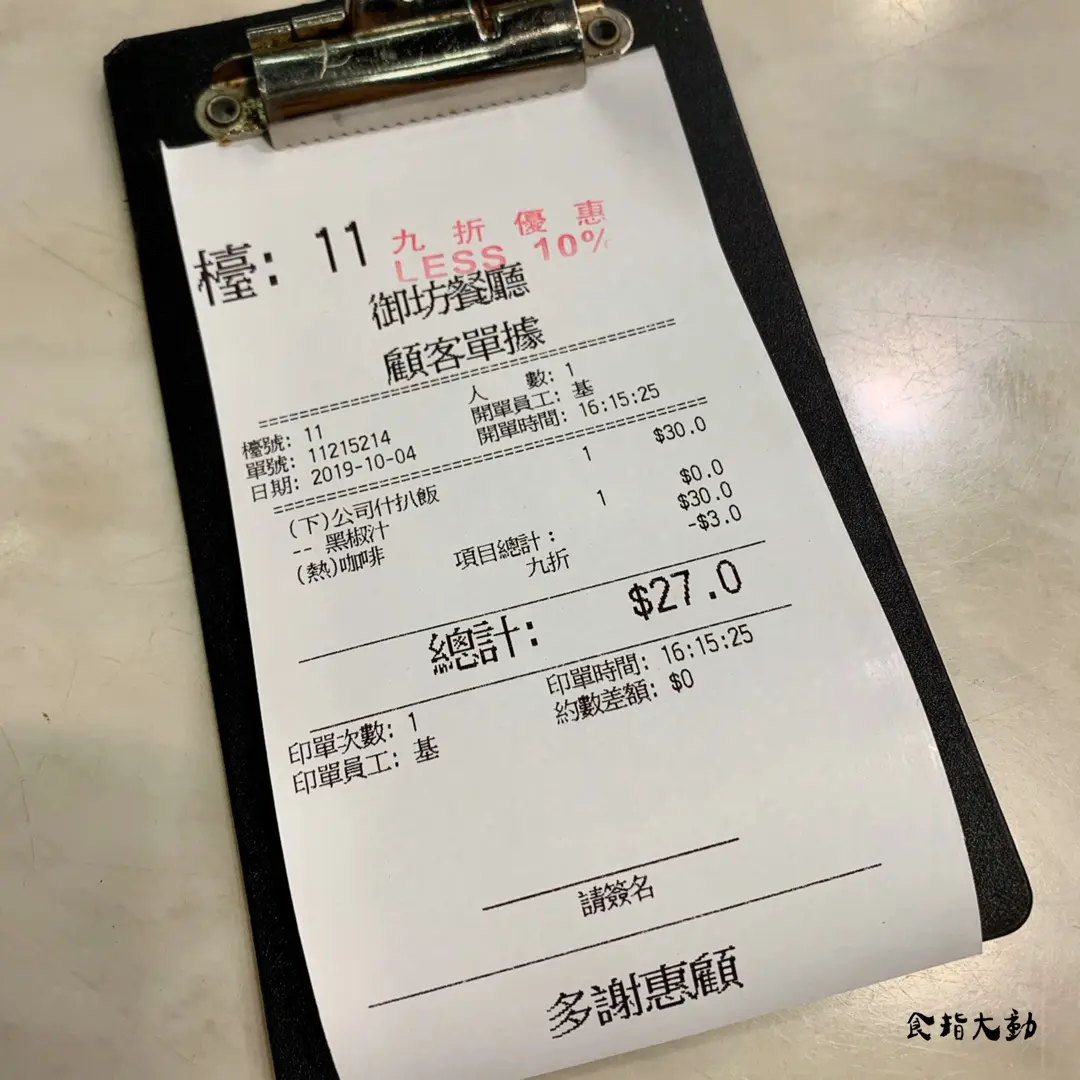 檯: 11
九折優惠
LESS 10%
御坊餐廳
顧客單據
人 數: 1
檯號: 11 開單員工: 基
單號: 11215214 開單時間: 16:15:25
日期: 2019-10-04
(下)公司什扒飯 1 $30.0
-- 黑椒汁
(熱)咖啡 1 $0.0
項目總計: $30.0
九折 -$3.0
總計: $27.0
印單次數: 1 印單時間: 16:15:25
印單員工: 基 約數差額: $0
請簽名
多謝惠顧
食指大動